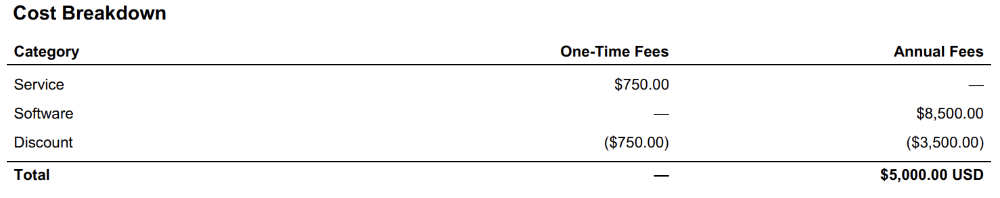 Cost Breakdown
Category One-Time Fees Annual Fees
Service $750.00 —
Software — $8,500.00
Discount ($750.00) ($3,500.00)
Total — $5,000.00 USD